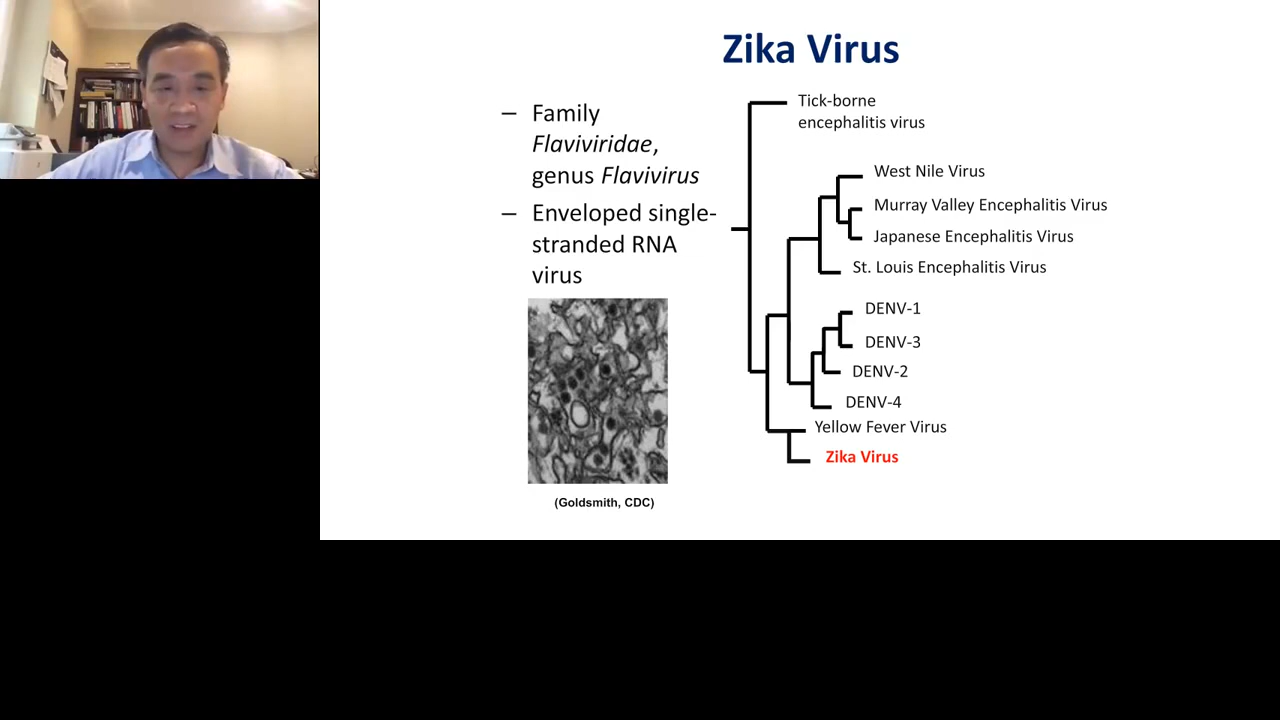 Zika Virus
– Family
Flaviviridae,
genus Flavivirus
– Enveloped single-
stranded RNA
virus
(Goldsmith, CDC)
Tick-borne
encephalitis virus
West Nile Virus
Murray Valley Encephalitis Virus
Japanese Encephalitis Virus
St. Louis Encephalitis Virus
DENV-1
DENV-3
DENV-2
DENV-4
Yellow Fever Virus
Zika Virus